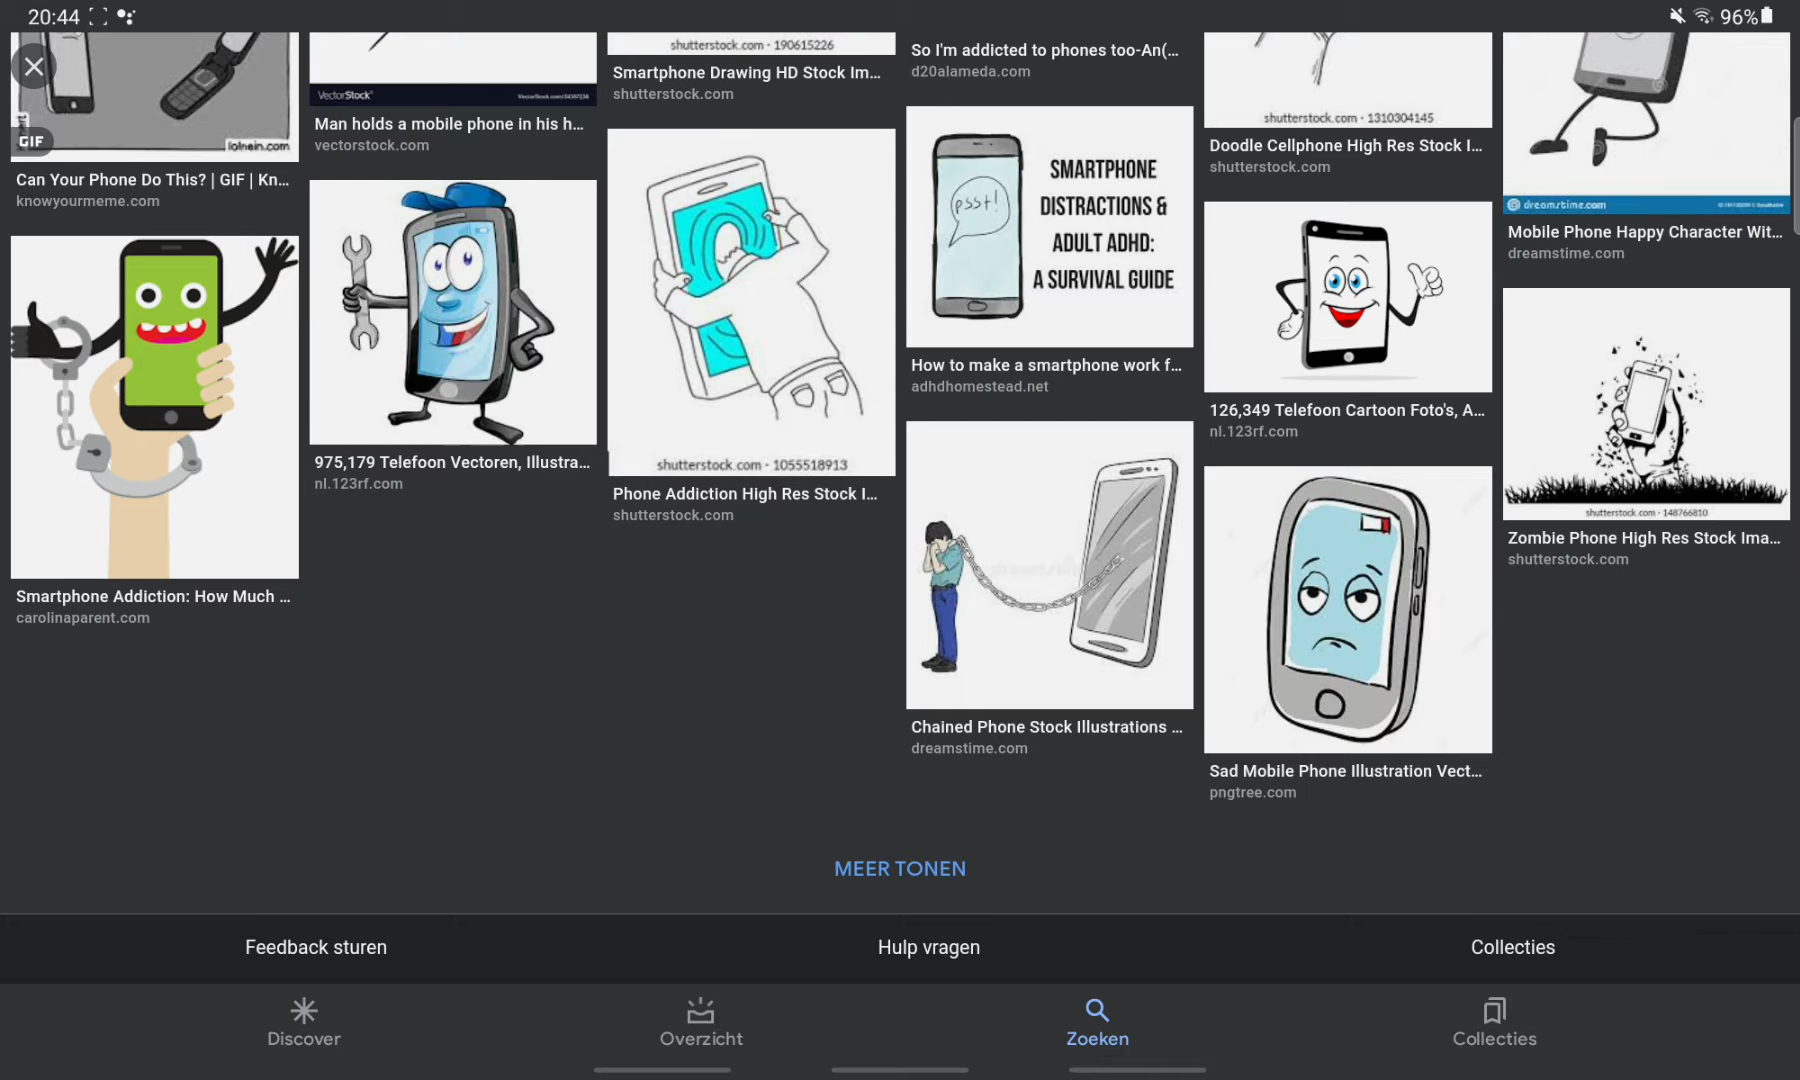 20:44
96%
GIF
lolnein.com
Can Your Phone Do This? | GIF | Kn...
knowyourmeme.com
Smartphone Addiction: How Much ...
carolinaparent.com
VectorStock®
Man holds a mobile phone in his h...
vectorstock.com
975,179 Telefoon Vectoren, Illustra...
nl.123rf.com
shutterstock.com · 190615226
Smartphone Drawing HD Stock Im...
shutterstock.com
shutterstock.com · 1055518913
Phone Addiction High Res Stock I...
shutterstock.com
So I'm addicted to phones too-An(...
d20alameda.com
psst!
SMARTPHONE
DISTRACTIONS &
ADULT ADHD:
A SURVIVAL GUIDE
How to make a smartphone work f...
adhdhomestead.net
Chained Phone Stock Illustrations ...
dreamstime.com
shutterstock.com · 1310304145
Doodle Cellphone High Res Stock I...
shutterstock.com
126,349 Telefoon Cartoon Foto's, A...
nl.123rf.com
Sad Mobile Phone Illustration Vect...
pngtree.com
dreamstime.com
Mobile Phone Happy Character Wit...
dreamstime.com
shutterstock.com · 148766810
Zombie Phone High Res Stock Ima...
shutterstock.com
MEER TONEN
Feedback sturen
Hulp vragen
Collecties
Discover
Overzicht
Zoeken
Collecties